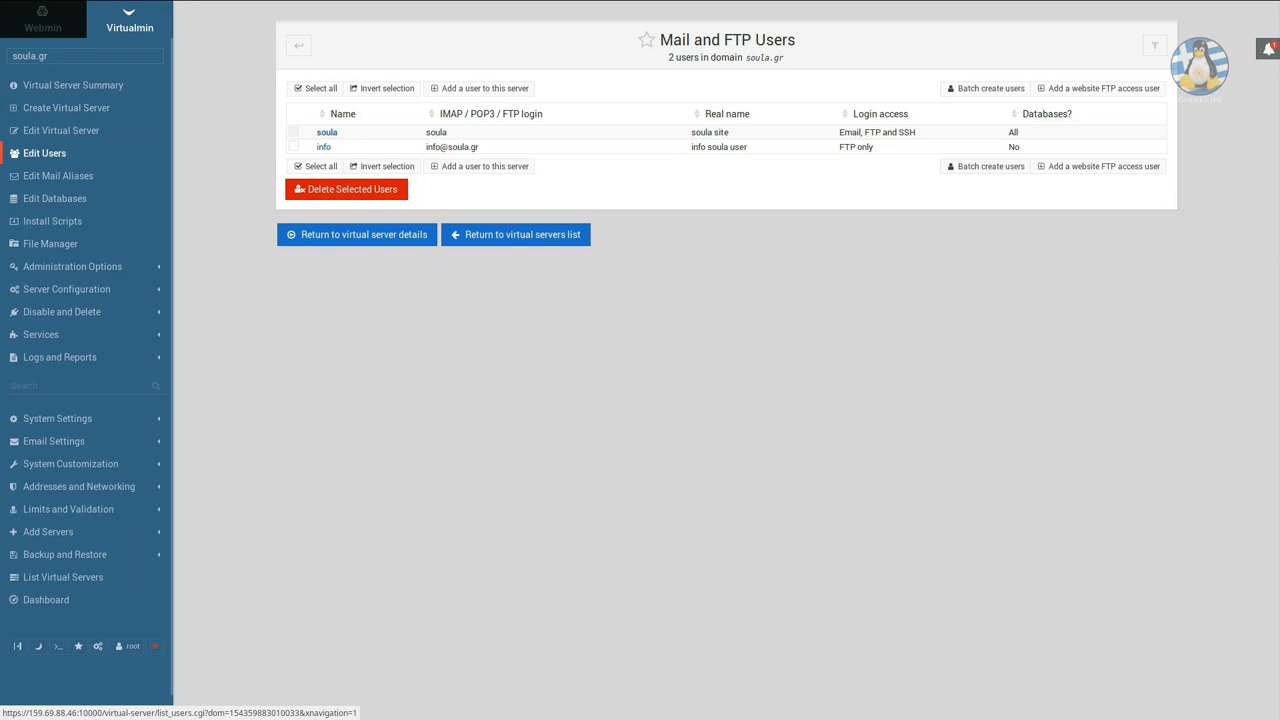 Webmin
Virtualmin
soula.gr
Virtual Server Summary
Create Virtual Server
Edit Virtual Server
Edit Users
Edit Mail Aliases
Edit Databases
Install Scripts
File Manager
Administration Options
Server Configuration
Disable and Delete
Services
Logs and Reports
Search
System Settings
Email Settings
System Customization
Addresses and Networking
Limits and Validation
Add Servers
Backup and Restore
List Virtual Servers
Dashboard
root
Mail and FTP Users
2 users in domain soula.gr
Select all Invert selection Add a user to this server Batch create users Add a website FTP access user
Name IMAP / POP3 / FTP login Real name Login access Databases?
soula soula soula site Email, FTP and SSH All
info info@soula.gr info soula user FTP only No
Select all Invert selection Add a user to this server Batch create users Add a website FTP access user
Delete Selected Users
Return to virtual server details Return to virtual servers list
GreekLUG
1
https://159.69.88.46:10000/virtual-server/list_users.cgi?dom=154359883010033&xnavigation=1